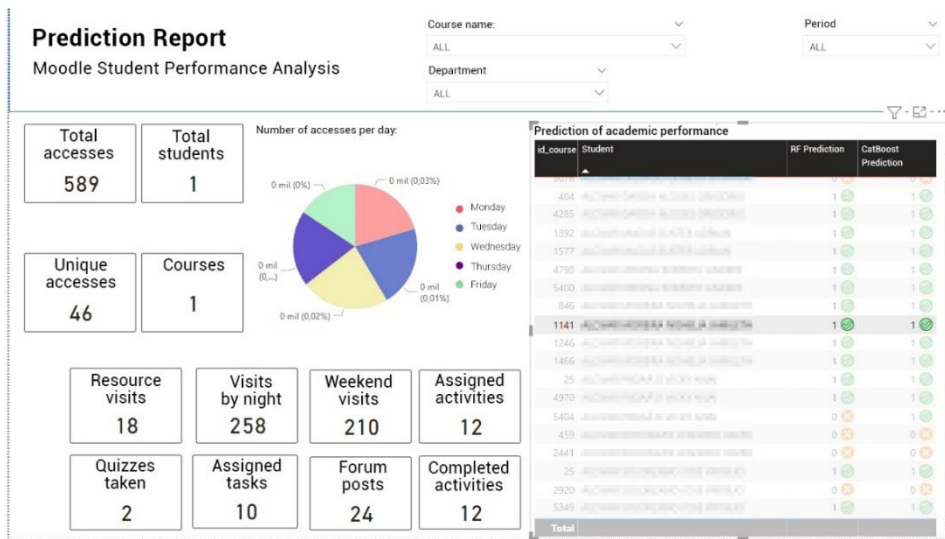 Prediction Report
Moodle Student Performance Analysis
Course name:
ALL
Department
ALL
Period
ALL
Total accesses
589
Total students
1
Unique accesses
46
Courses
1
Number of accesses per day:
0 mil (0%)
0 mil (0,03%)
0 mil (0,...)
0 mil (0,01%)
0 mil (0,02%)
Monday
Tuesday
Wednesday
Thursday
Friday
Resource visits
18
Visits by night
258
Weekend visits
210
Assigned activities
12
Quizzes taken
2
Assigned tasks
10
Forum posts
24
Completed activities
12
Prediction of academic performance
id_course Student RF Prediction CatBoost Prediction
0 0
404 1 1
4285 1 1
1392 1 1
1577 1 1
4798 1 1
5400 1 1
846 1 1
1141 1 1
1246 1 1
1466 1 1
25 1 1
4970 1 1
5404 0 0
459 0 0
2441 0 0
25 1 1
2920 0 0
5349 1 1
Total